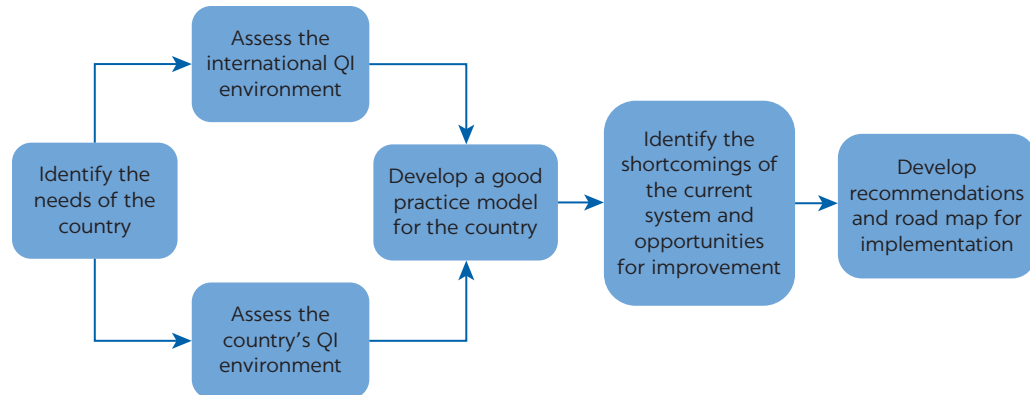 Assess the
international QI
environment
Identify the
needs of the
country
Assess the
country's QI
environment
Develop a good
practice model
for the country
Identify the
shortcomings of
the current
system and
opportunities
for improvement
Develop
recommendations
and road map for
implementation